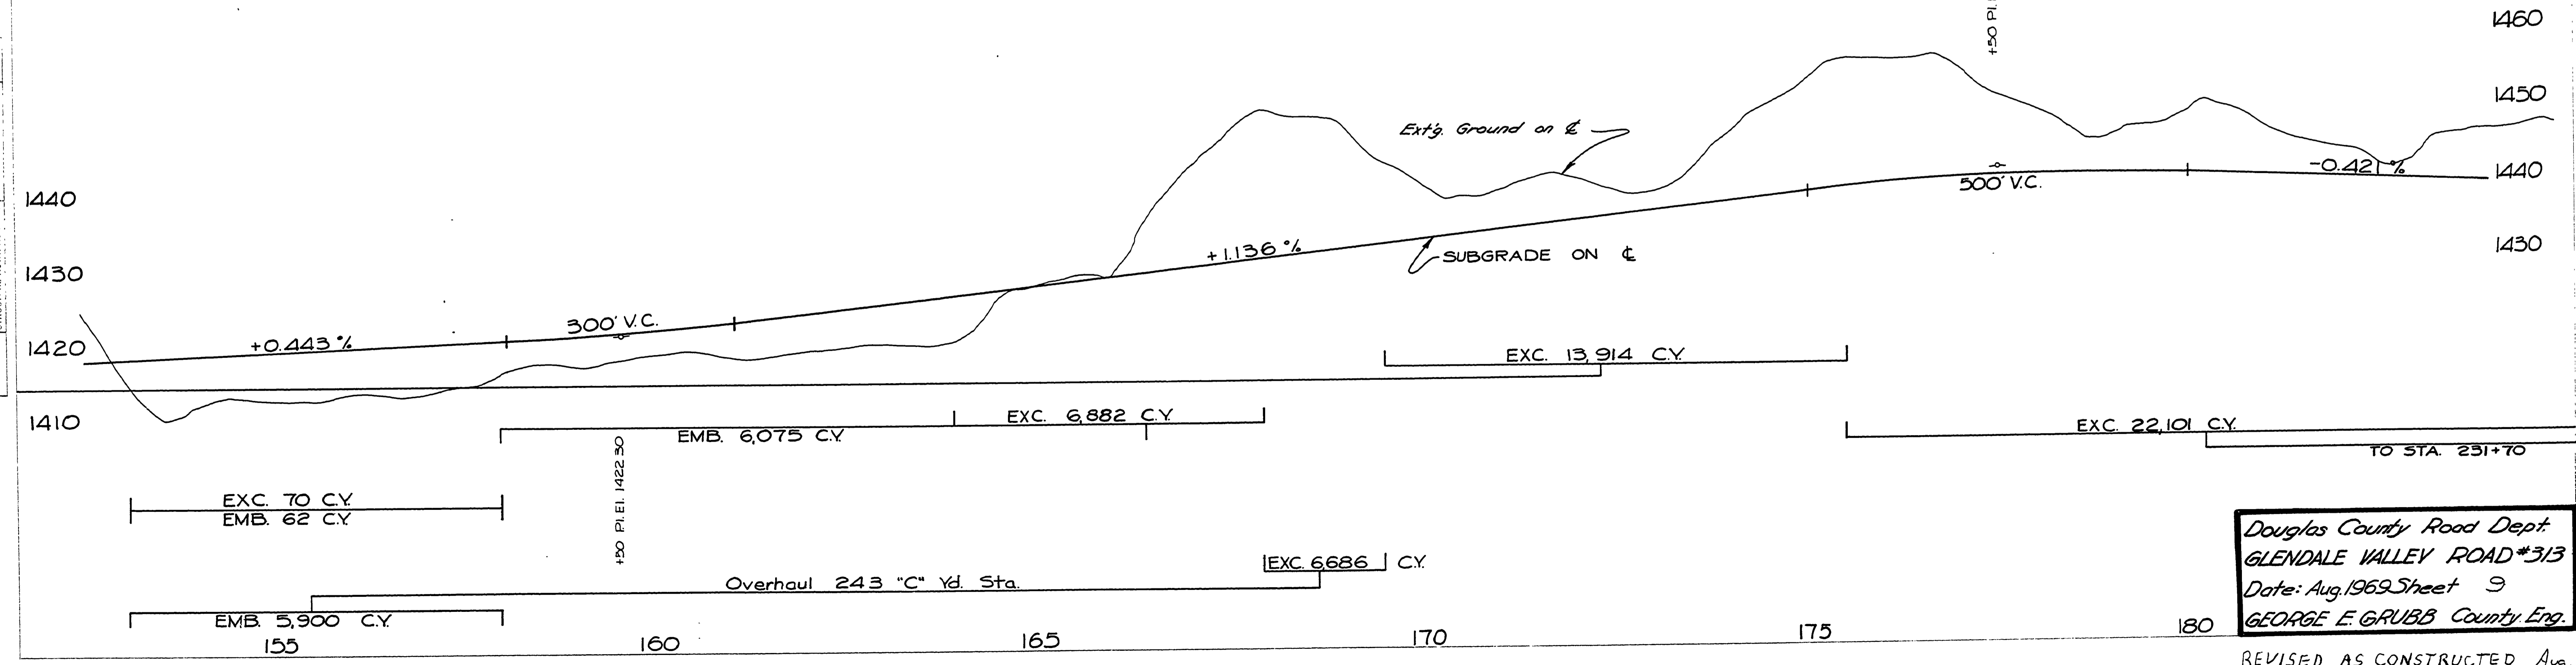 +50 P.I.
1460
1450
1440
1430
1440
1430
1420
1410
Ext'g. Ground on ℄
-0.421 %
500' V.C.
+1.136 %
SUBGRADE ON ℄
300' V.C.
+0.443 %
EXC. 13,914 C.Y.
EXC. 6,882 C.Y.
EMB. 6,075 C.Y.
EXC. 22,101 C.Y.
TO STA. 231+70
+50 P.I. El. 1422.30
EXC. 70 C.Y.
EMB. 62 C.Y.
EXC. 6,686 C.Y.
Overhaul 243 "C" Yd. Sta.
EMB. 5,900 C.Y.
155 160 165 170 175 180
Douglas County Road Dept.
GLENDALE VALLEY ROAD #313
Date: Aug. 1969 Sheet 9
GEORGE E. GRUBB County Eng.
REVISED AS CONSTRUCTED Aug.